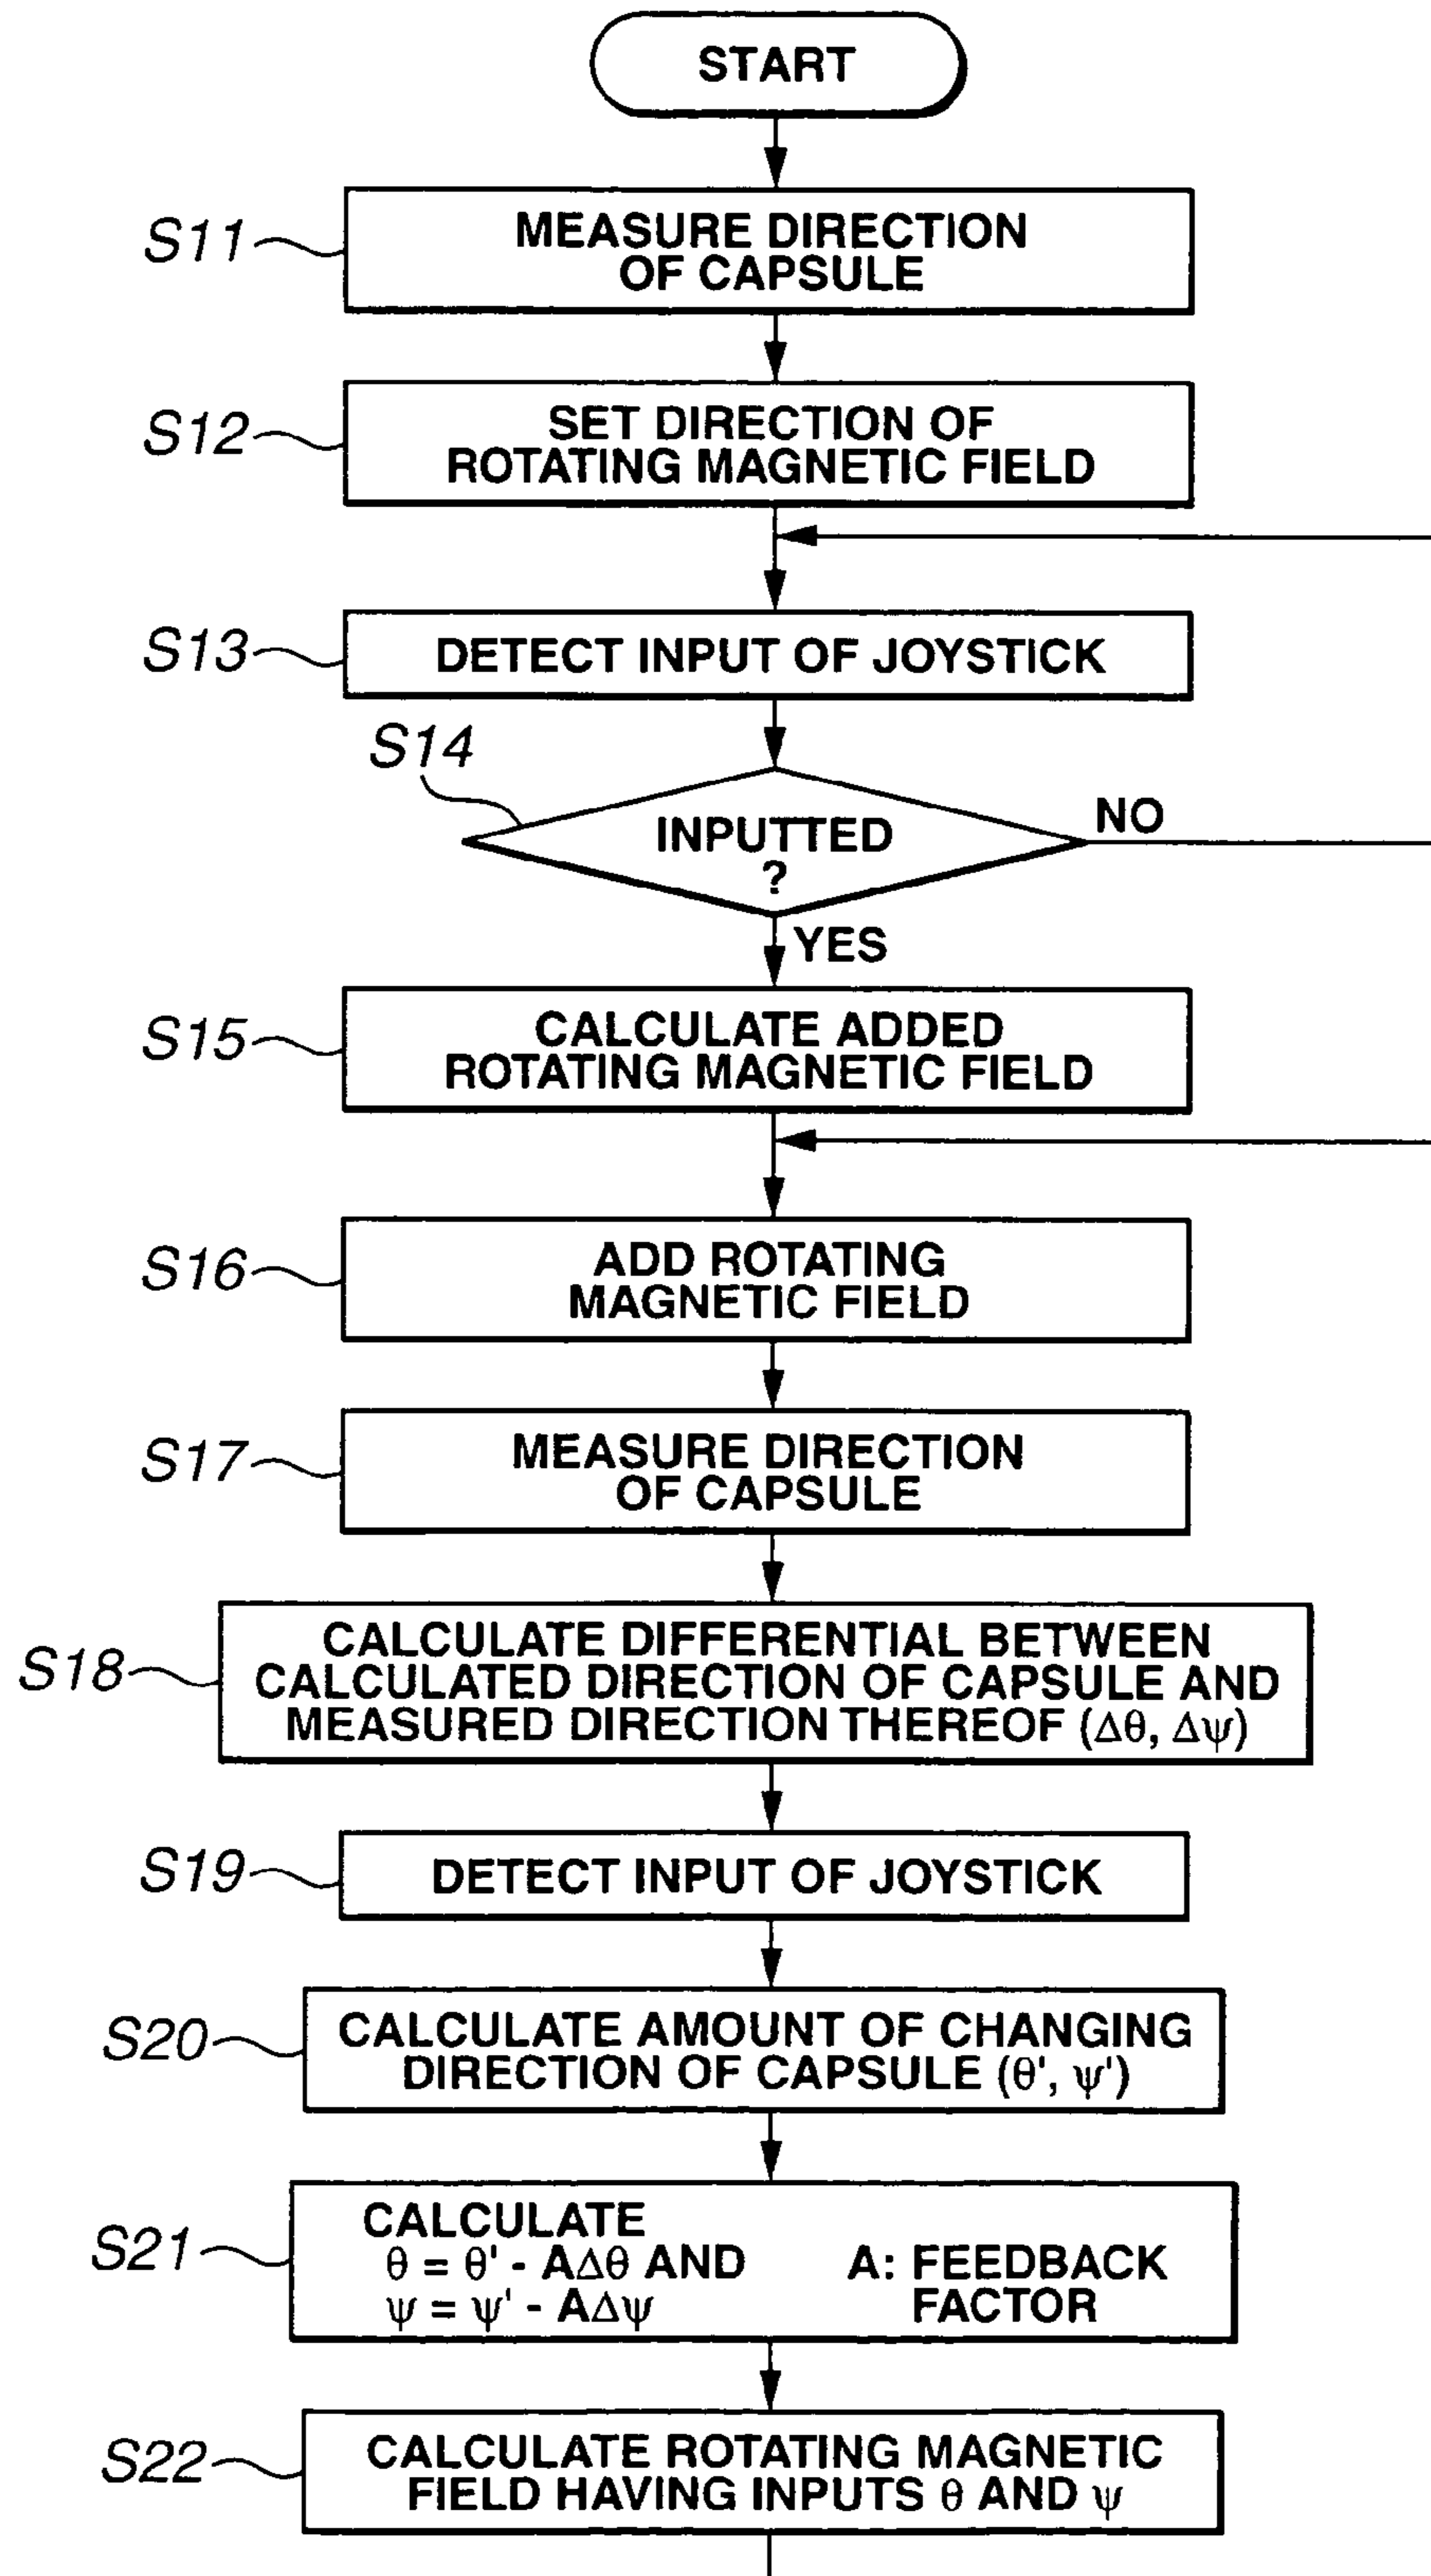 START
S11
MEASURE DIRECTION
OF CAPSULE
S12
SET DIRECTION OF
ROTATING MAGNETIC FIELD
S13
DETECT INPUT OF JOYSTICK
S14
INPUTTED
?
NO
YES
S15
CALCULATE ADDED
ROTATING MAGNETIC FIELD
S16
ADD ROTATING
MAGNETIC FIELD
S17
MEASURE DIRECTION
OF CAPSULE
S18
CALCULATE DIFFERENTIAL BETWEEN
CALCULATED DIRECTION OF CAPSULE AND
MEASURED DIRECTION THEREOF (Δθ, Δψ)
S19
DETECT INPUT OF JOYSTICK
S20
CALCULATE AMOUNT OF CHANGING
DIRECTION OF CAPSULE (θ', ψ')
S21
CALCULATE
θ = θ' - AΔθ AND
ψ = ψ' - AΔψ
A: FEEDBACK
FACTOR
S22
CALCULATE ROTATING MAGNETIC
FIELD HAVING INPUTS θ AND ψ